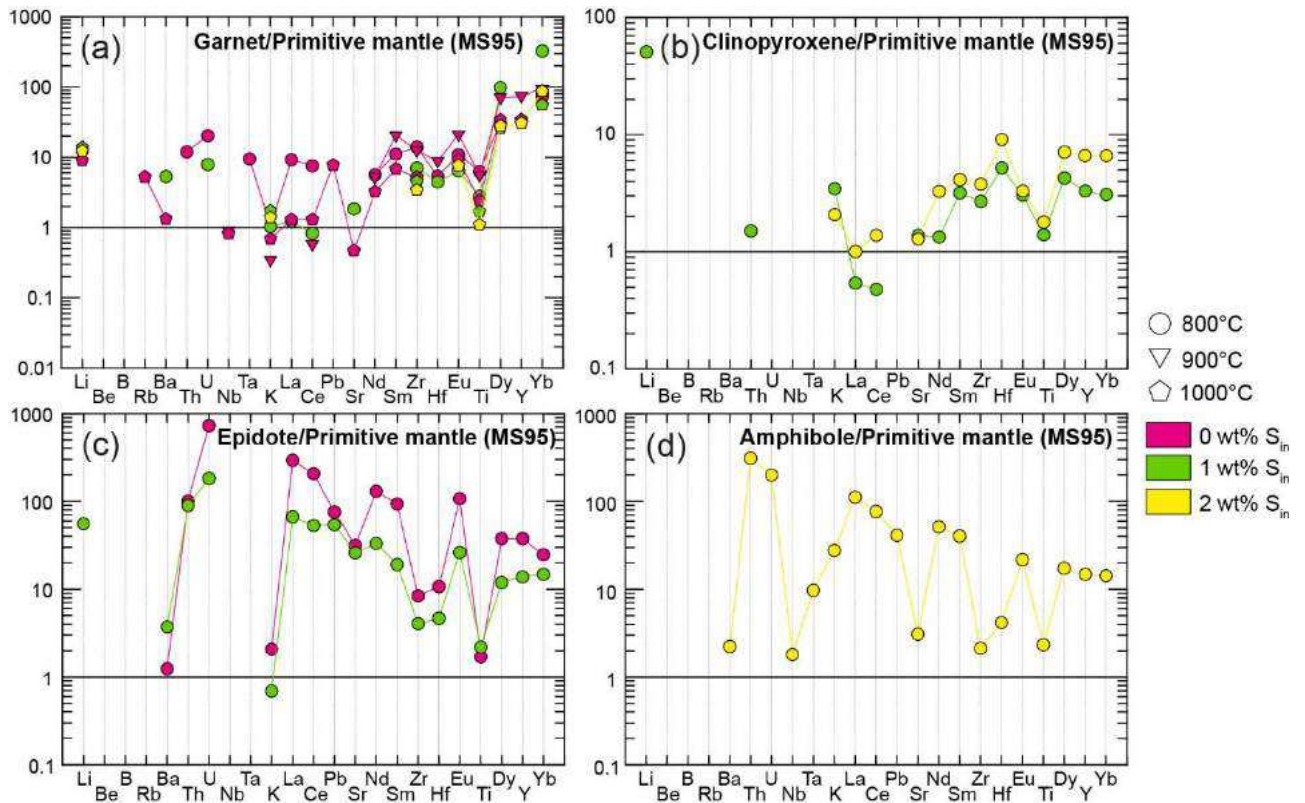 (a) Garnet/Primitive mantle (MS95)
1000
100
10
1
0.1
0.01
Li B Ba U Ta La Pb Nd Zr Eu Dy Yb
Be Rb Th Nb K Ce Sr Sm Hf Ti Y
(b) Clinopyroxene/Primitive mantle (MS95)
100
10
1
0.1
Li B Ba U Ta La Pb Nd Zr Eu Dy Yb
Be Rb Th Nb K Ce Sr Sm Hf Ti Y
(c) Epidote/Primitive mantle (MS95)
1000
100
10
1
0.1
Li B Ba U Ta La Pb Nd Zr Eu Dy Yb
Be Rb Th Nb K Ce Sr Sm Hf Ti Y
(d) Amphibole/Primitive mantle (MS95)
1000
100
10
1
0.1
Li B Ba U Ta La Pb Nd Zr Eu Dy Yb
Be Rb Th Nb K Ce Sr Sm Hf Ti Y
800°C
900°C
1000°C
0 wt% Sin
1 wt% Sin
2 wt% Sin